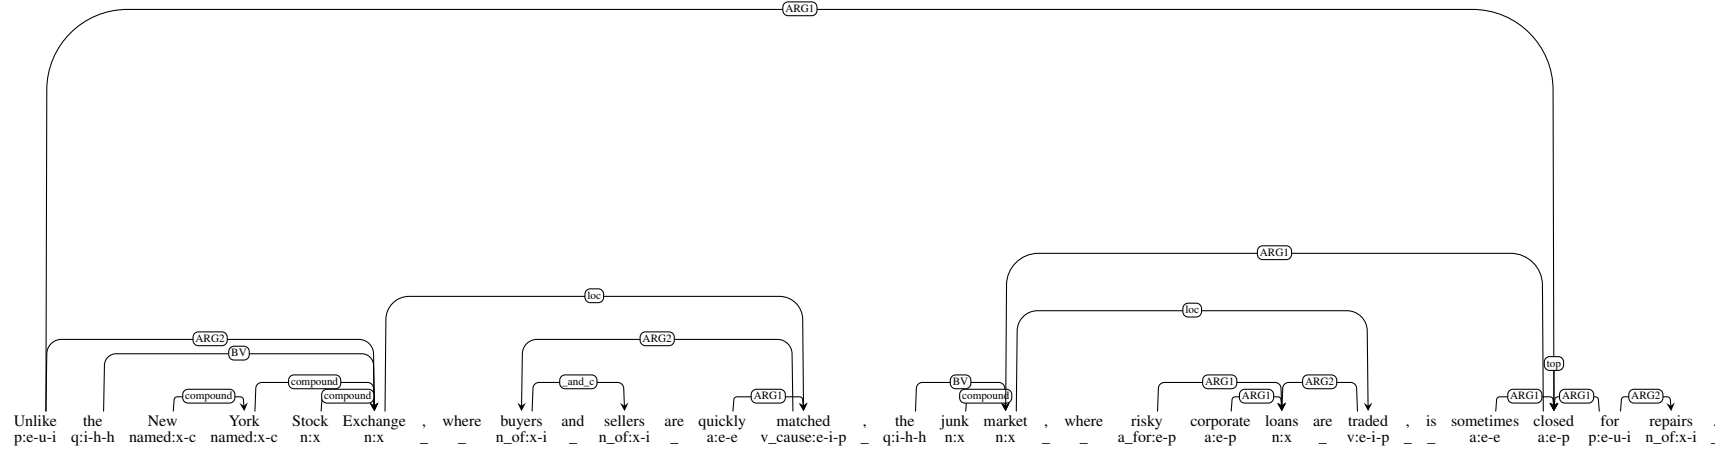 ARG1
ARG1
loc
loc
ARG2 ARG2
BV
top
compound _and_c BV ARG1 ARG2
compound compound ARG1 compound ARG1 ARG1 ARG1 ARG2
Unlike the New York Stock Exchange , where buyers and sellers are quickly matched , the junk market , where risky corporate loans are traded , is sometimes closed for repairs .
p:e-u-i q:i-h-h named:x-c named:x-c n:x n:x _ _ n_of:x-i _ n_of:x-i _ a:e-e v_cause:e-i-p _ q:i-h-h n:x n:x _ _ a_for:e-p a:e-p n:x _ v:e-i-p _ _ a:e-e a:e-p p:e-u-i n_of:x-i _